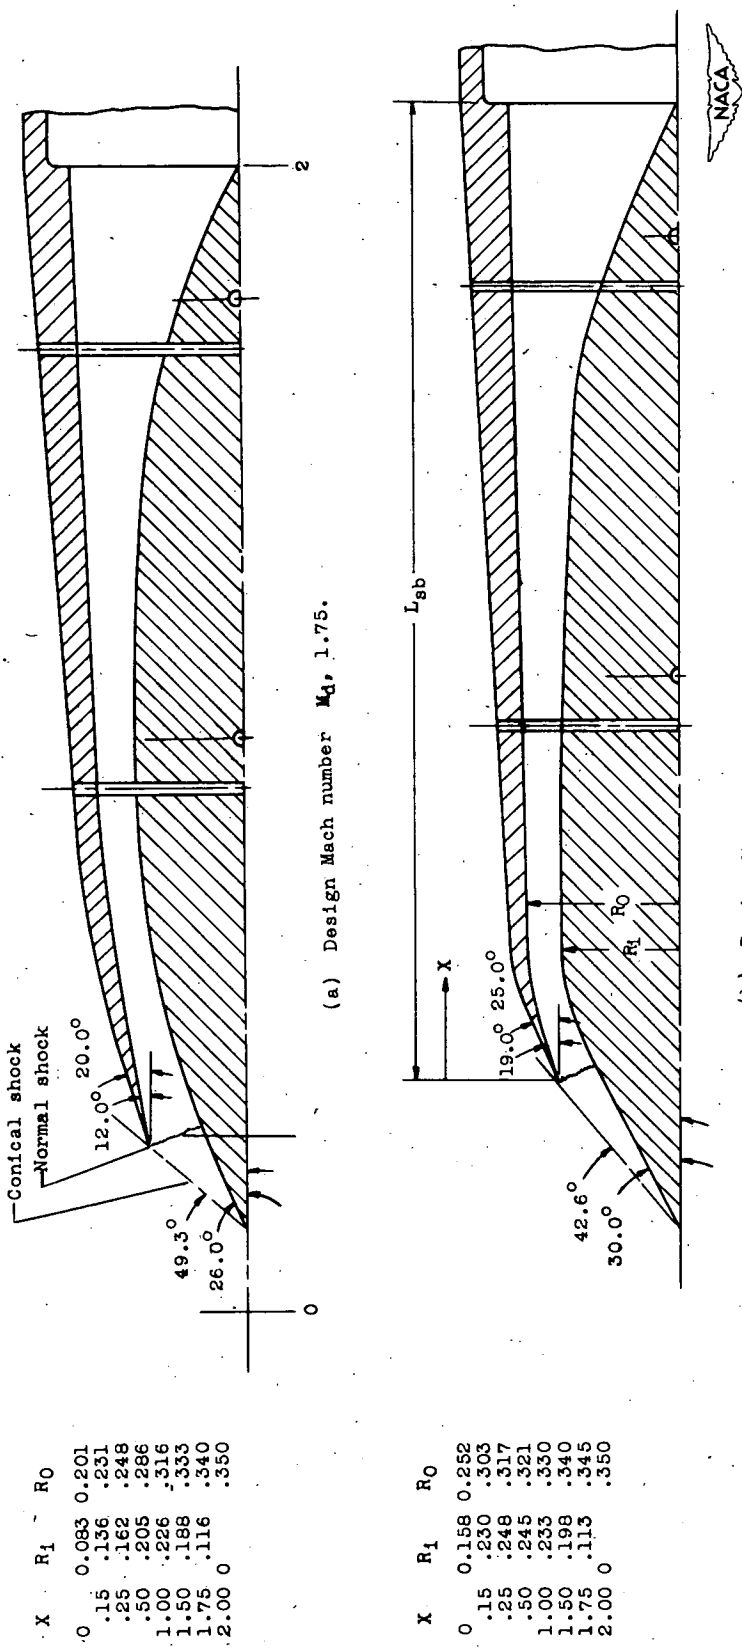 X R1 R0
0 0.083 0.201
.15 .136 .231
.25 .162 .248
.50 .205 .286
1.00 .226 .316
1.50 .188 .333
1.75 .116 .340
2.00 0 .350
Conical shock
Normal shock
20.0°
12.0°
49.3°
26.0°
0
2
(a) Design Mach number Md, 1.75.
X R1 R0
0 0.158 0.252
.15 .230 .303
.25 .248 .317
.50 .245 .321
1.00 .233 .330
1.50 .198 .340
1.75 .113 .345
2.00 0 .350
Lsb
X
25.0°
19.0°
42.6°
30.0°
R0
R1
NACA